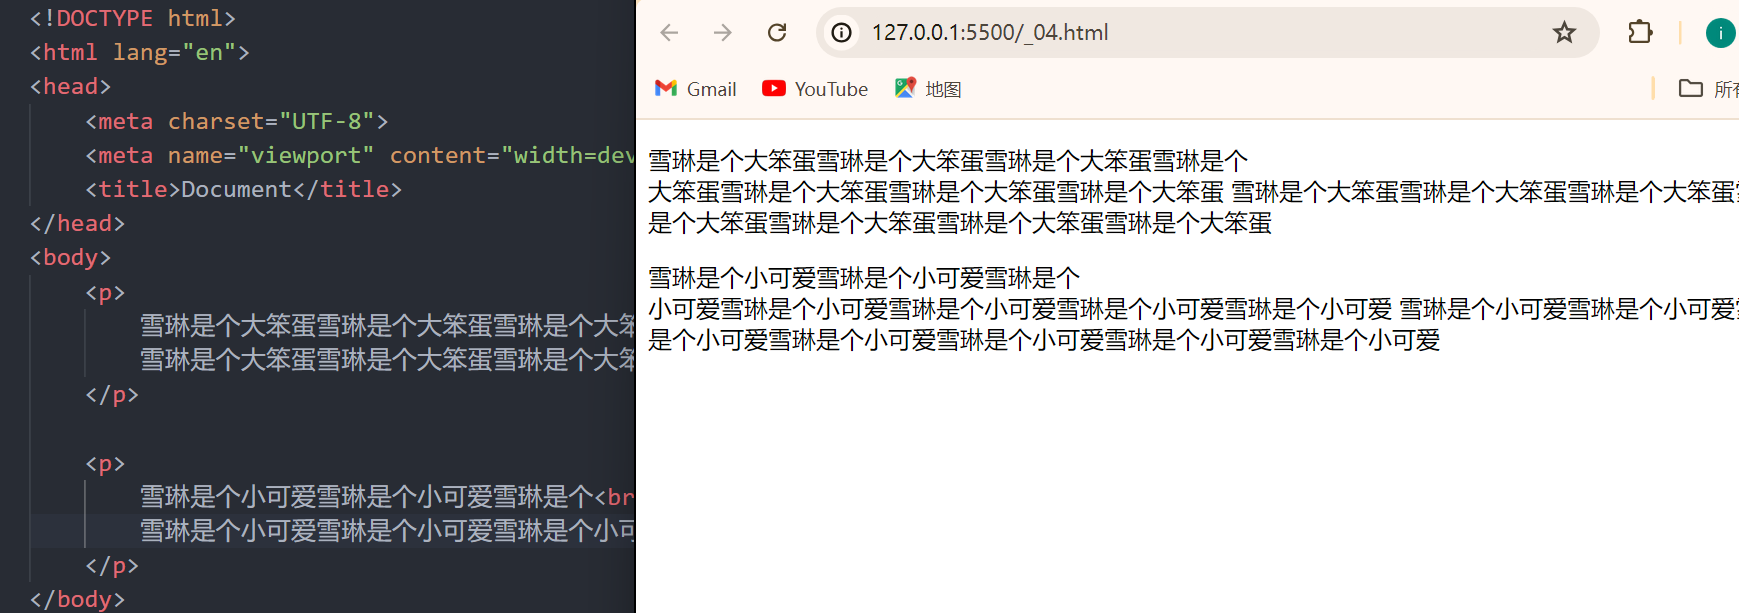 <!DOCTYPE html>
<html lang="en">
<head>
<meta charset="UTF-8">
<meta name="viewport" content="width=dev
<title>Document</title>
</head>
<body>
<p>
雪琳是个大笨蛋雪琳是个大笨蛋雪琳是个大笨
雪琳是个大笨蛋雪琳是个大笨蛋雪琳是个大笨
</p>
<p>
雪琳是个小可爱雪琳是个小可爱雪琳是个<br
雪琳是个小可爱雪琳是个小可爱雪琳是个小可
</p>
</body>
127.0.0.1:5500/_04.html
i
Gmail YouTube 地图 所有
雪琳是个大笨蛋雪琳是个大笨蛋雪琳是个大笨蛋雪琳是个
大笨蛋雪琳是个大笨蛋雪琳是个大笨蛋雪琳是个大笨蛋 雪琳是个大笨蛋雪琳是个大笨蛋雪琳是个大笨蛋雪
是个大笨蛋雪琳是个大笨蛋雪琳是个大笨蛋雪琳是个大笨蛋
雪琳是个小可爱雪琳是个小可爱雪琳是个
小可爱雪琳是个小可爱雪琳是个小可爱雪琳是个小可爱雪琳是个小可爱 雪琳是个小可爱雪琳是个小可爱雪
是个小可爱雪琳是个小可爱雪琳是个小可爱雪琳是个小可爱雪琳是个小可爱